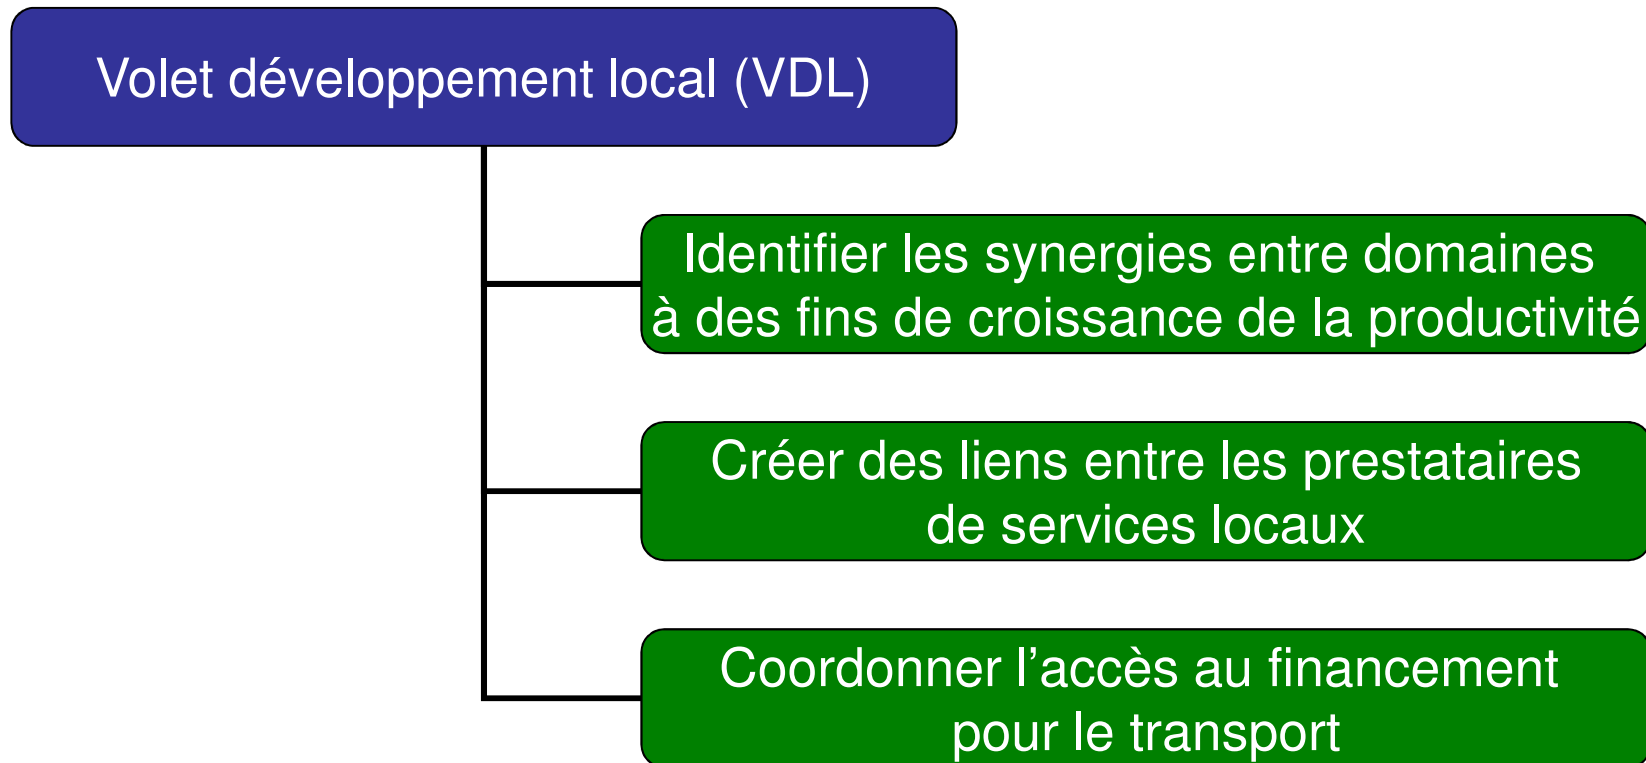 Volet développement local (VDL)
Identifier les synergies entre domaines
à des fins de croissance de la productivité
Créer des liens entre les prestataires
de services locaux
Coordonner l’accès au financement
pour le transport